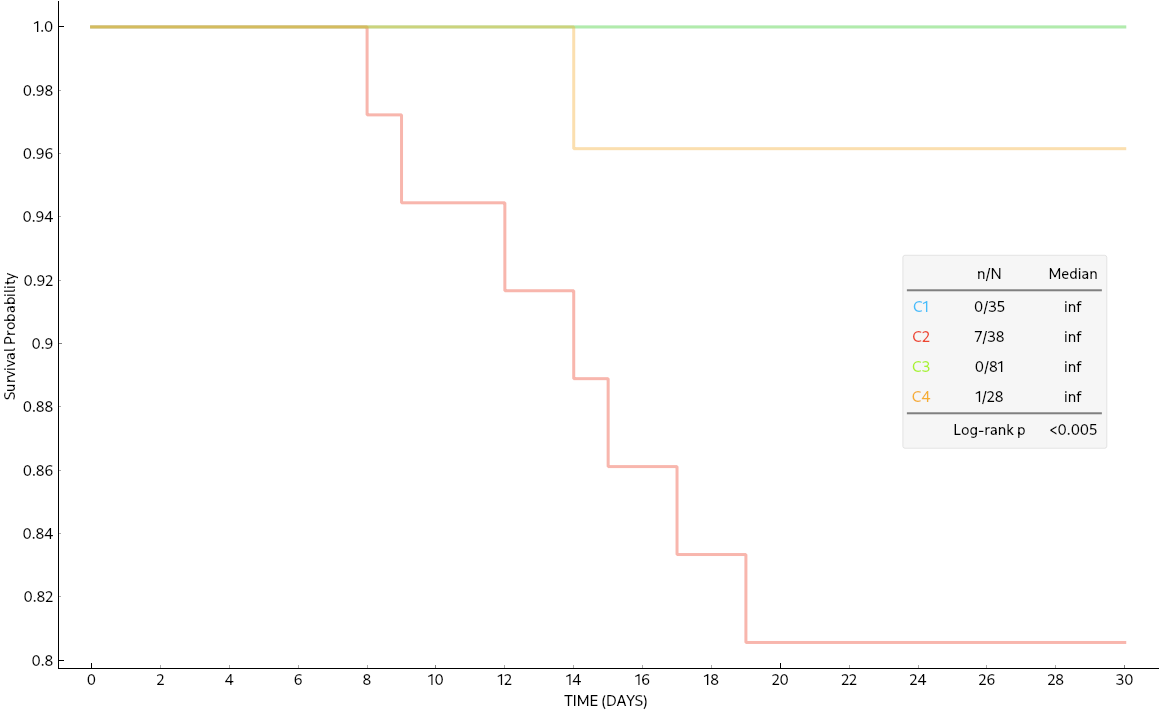 1.0
0.98
0.96
0.94
0.92
0.9
0.88
0.86
0.84
0.82
0.8
Survival Probability
n/N Median
C1 0/35 inf
C2 7/38 inf
C3 0/81 inf
C4 1/28 inf
Log-rank p <0.005
0 2 4 6 8 10 12 14 16 18 20 22 24 26 28 30
TIME (DAYS)